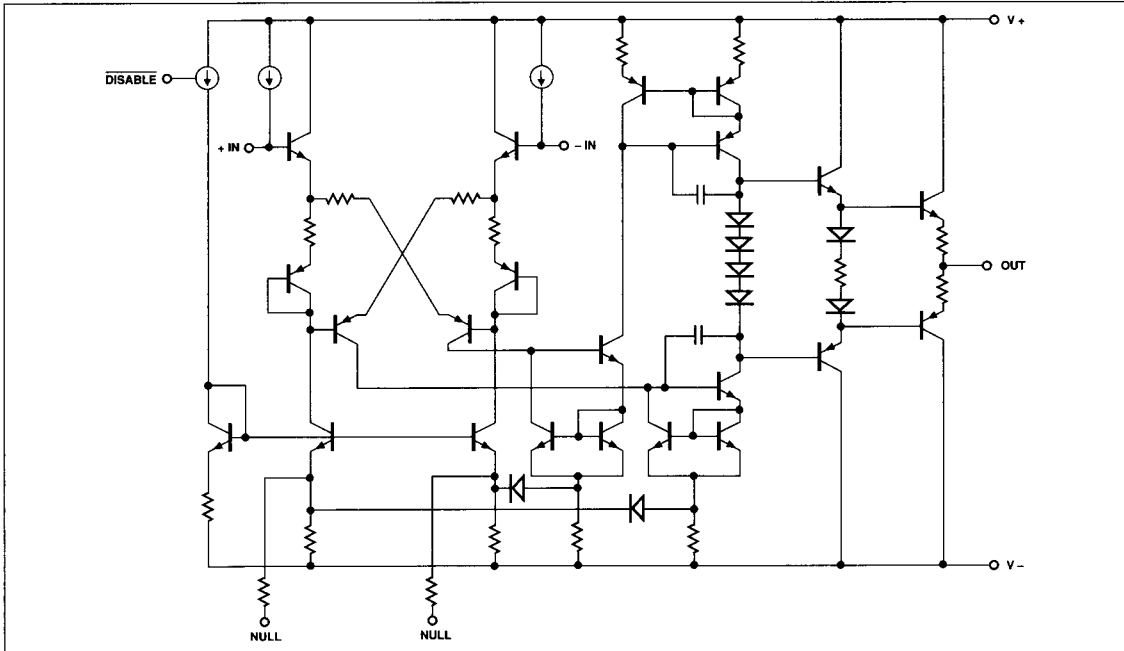 V+
DISABLE
+ IN
– IN
OUT
V–
NULL
NULL